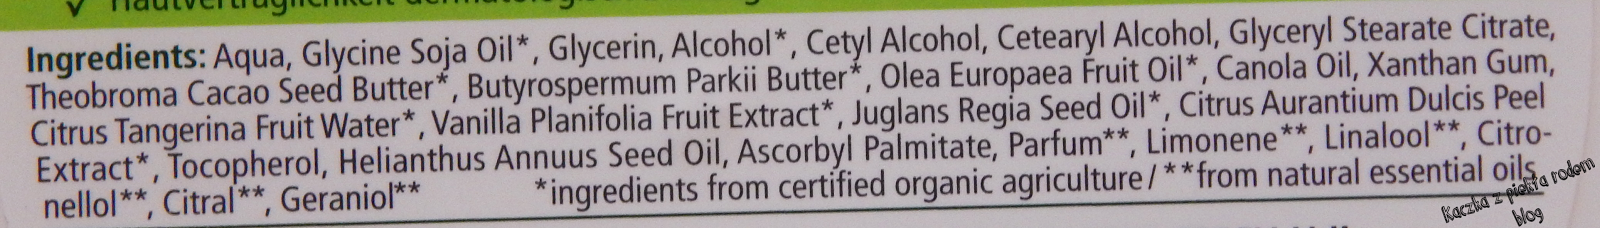 ✓ Hautverträglichkeit
Ingredients: Aqua, Glycine Soja Oil*, Glycerin, Alcohol*, Cetyl Alcohol, Cetearyl Alcohol, Glyceryl Stearate Citrate,
Theobroma Cacao Seed Butter*, Butyrospermum Parkii Butter*, Olea Europaea Fruit Oil*, Canola Oil, Xanthan Gum,
Citrus Tangerina Fruit Water*, Vanilla Planifolia Fruit Extract*, Juglans Regia Seed Oil*, Citrus Aurantium Dulcis Peel
Extract*, Tocopherol, Helianthus Annuus Seed Oil, Ascorbyl Palmitate, Parfum**, Limonene**, Linalool**, Citro-
nellol**, Citral**, Geraniol** *ingredients from certified organic agriculture/**from natural essential oils
Kaczka z piekła rodem
blog